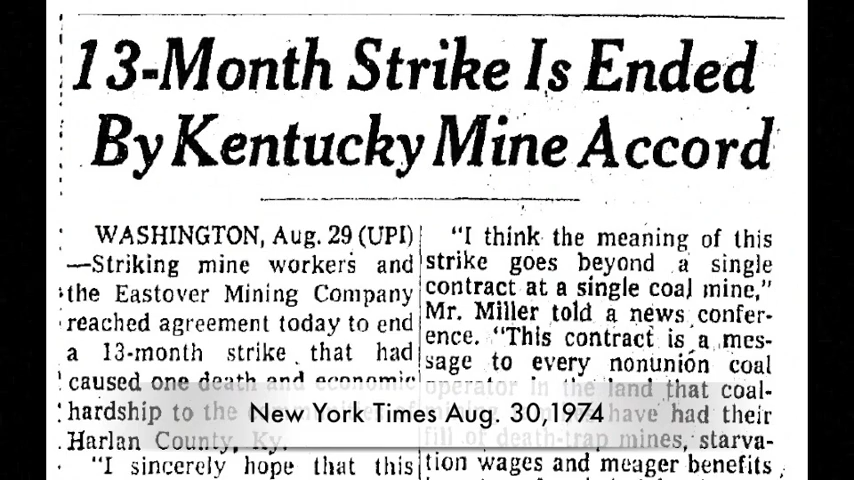 13-Month Strike Is Ended
By Kentucky Mine Accord
WASHINGTON, Aug. 29 (UPI)
—Striking mine workers and
the Eastover Mining Company
reached agreement today to end
a 13-month strike that had
caused one death and economic
hardship to the
Harlan County, Ky.
"I sincerely hope that this
"I think the meaning of this
strike goes beyond a single
contract at a single coal mine,"
Mr. Miller told a news confer-
ence. "This contract is a mes-
sage to every nonunion coal
operator in the land that coal-
have had their
fill of death-trap mines, starva-
tion wages and meager benefits
New York Times Aug. 30,1974